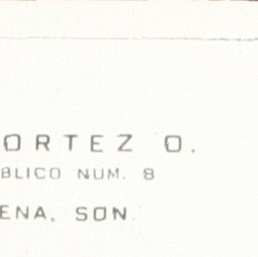 ORTEZ O.
BLICO NUM. 8
ENA, SON.